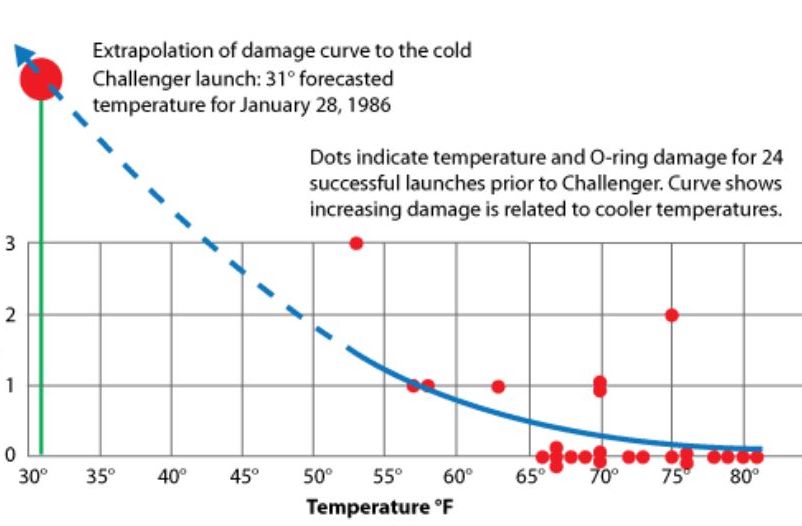 Extrapolation of damage curve to the cold
Challenger launch: 31° forecasted
temperature for January 28, 1986
Dots indicate temperature and O-ring damage for 24
successful launches prior to Challenger. Curve shows
increasing damage is related to cooler temperatures.
3
2
1
0
30° 35° 40° 45° 50° 55° 60° 65° 70° 75° 80°
Temperature °F